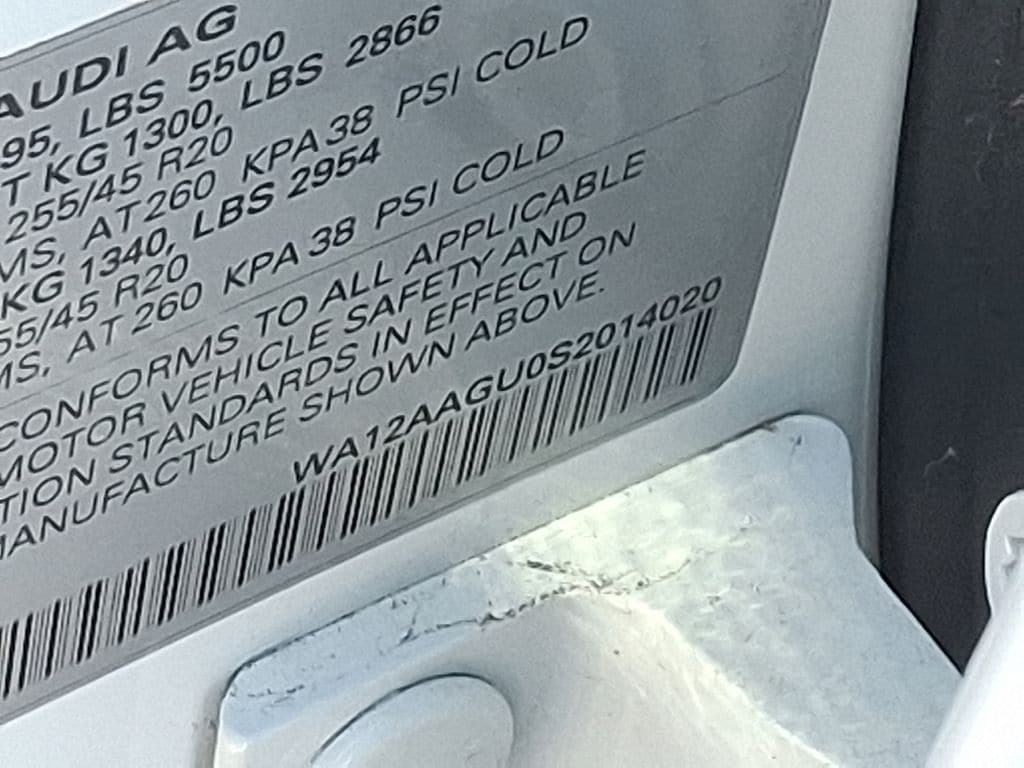 AUDI AG
95, LBS 5500
T KG 1300, LBS 2866
255/45 R20
MS, AT 260 KPA 38 PSI COLD
KG 1340, LBS 2954
55/45 R20
MS, AT 260 KPA 38 PSI COLD
CONFORMS TO ALL APPLICABLE
MOTOR VEHICLE SAFETY AND
TION STANDARDS IN EFFECT ON
MANUFACTURE SHOWN ABOVE.
WA12AAGU0S2014020